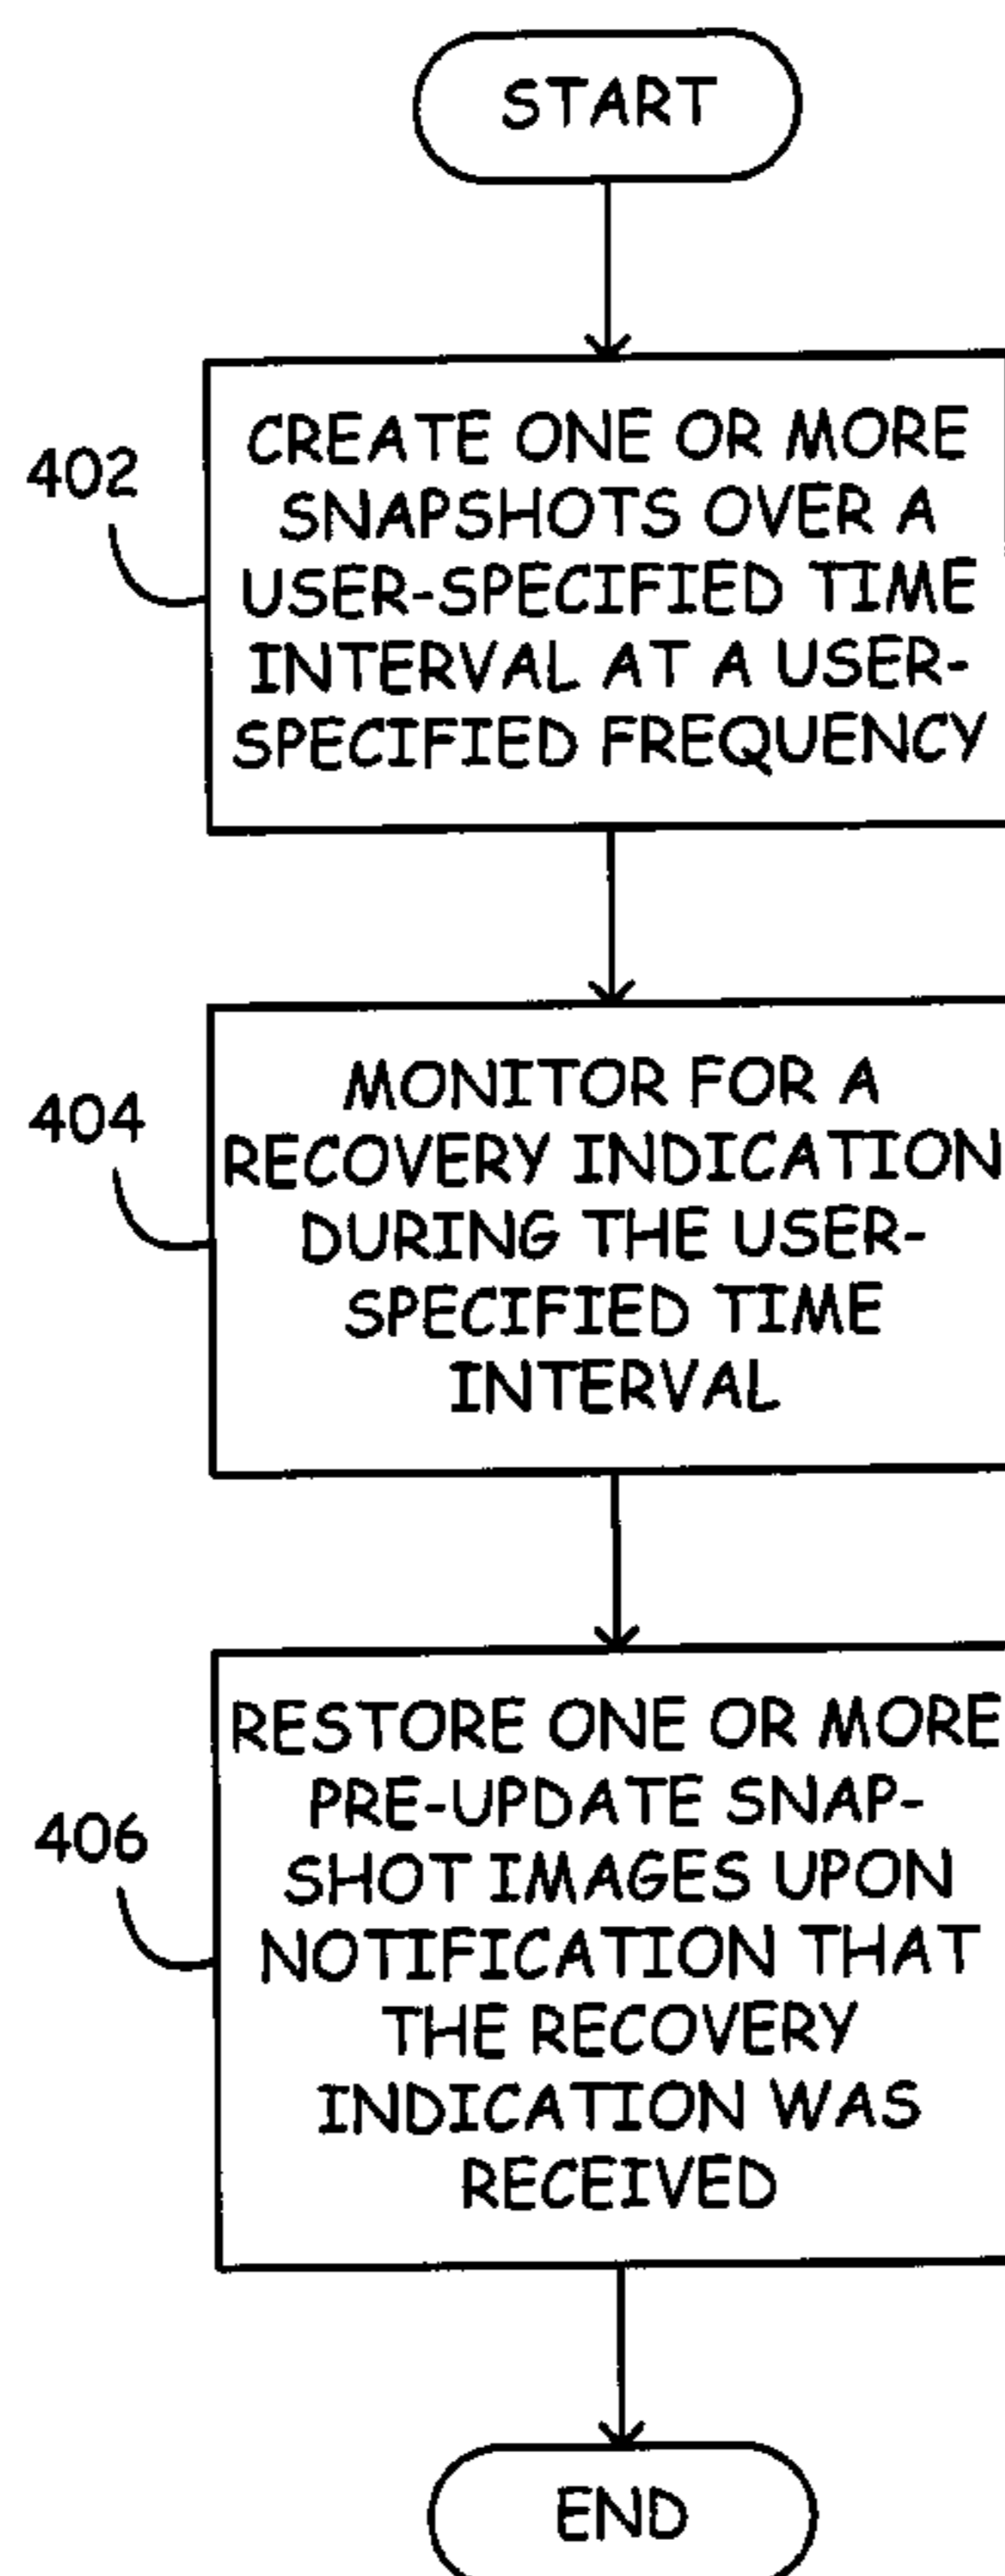 START
402
CREATE ONE OR MORE
SNAPSHOTS OVER A
USER-SPECIFIED TIME
INTERVAL AT A USER-
SPECIFIED FREQUENCY
404
MONITOR FOR A
RECOVERY INDICATION
DURING THE USER-
SPECIFIED TIME
INTERVAL
406
RESTORE ONE OR MORE
PRE-UPDATE SNAP-
SHOT IMAGES UPON
NOTIFICATION THAT
THE RECOVERY
INDICATION WAS
RECEIVED
END